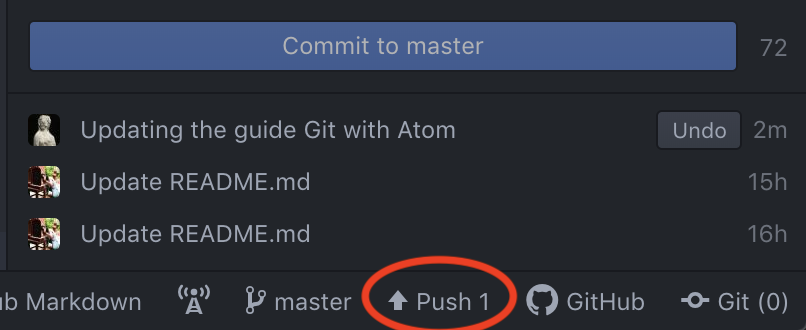 Commit to master 72
Updating the guide Git with Atom Undo 2m
Update README.md 15h
Update README.md 16h
ub Markdown master Push 1 GitHub Git (0)